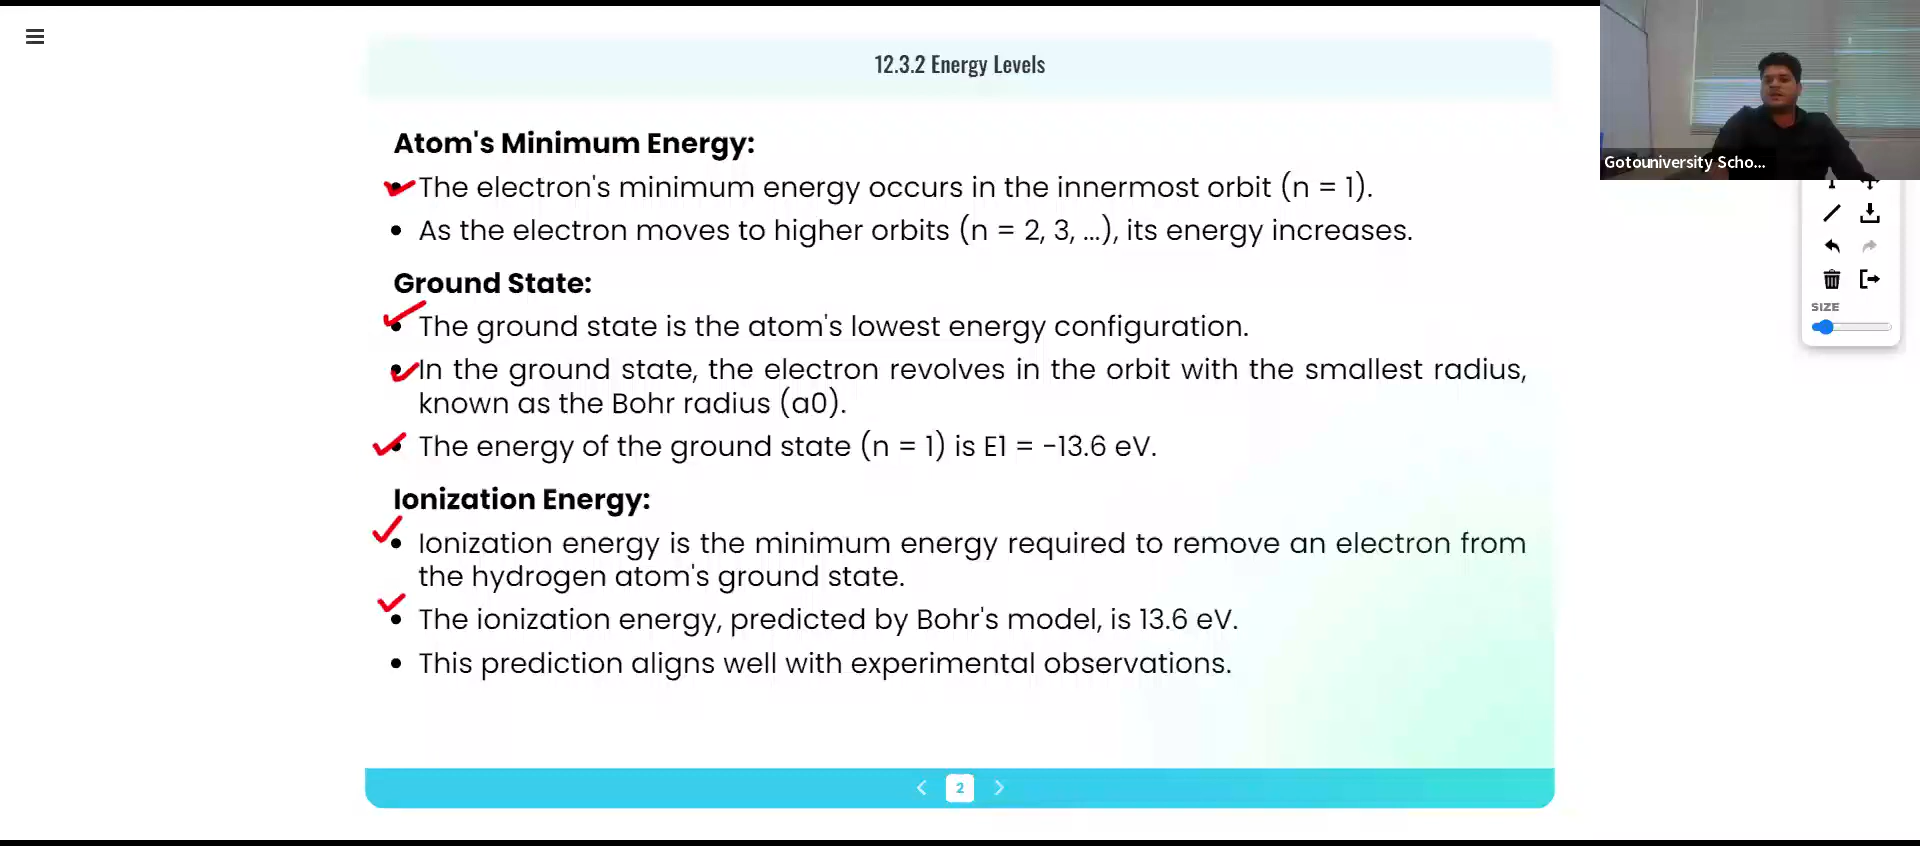 12.3.2 Energy Levels
Gotouniversity Scho...
Atom's Minimum Energy:
The electron's minimum energy occurs in the innermost orbit (n = 1).
As the electron moves to higher orbits (n = 2, 3, ...), its energy increases.
Ground State:
The ground state is the atom's lowest energy configuration.
In the ground state, the electron revolves in the orbit with the smallest radius,
known as the Bohr radius (a0).
The energy of the ground state (n = 1) is E1 = -13.6 eV.
Ionization Energy:
Ionization energy is the minimum energy required to remove an electron from
the hydrogen atom's ground state.
The ionization energy, predicted by Bohr's model, is 13.6 eV.
This prediction aligns well with experimental observations.
SIZE
2